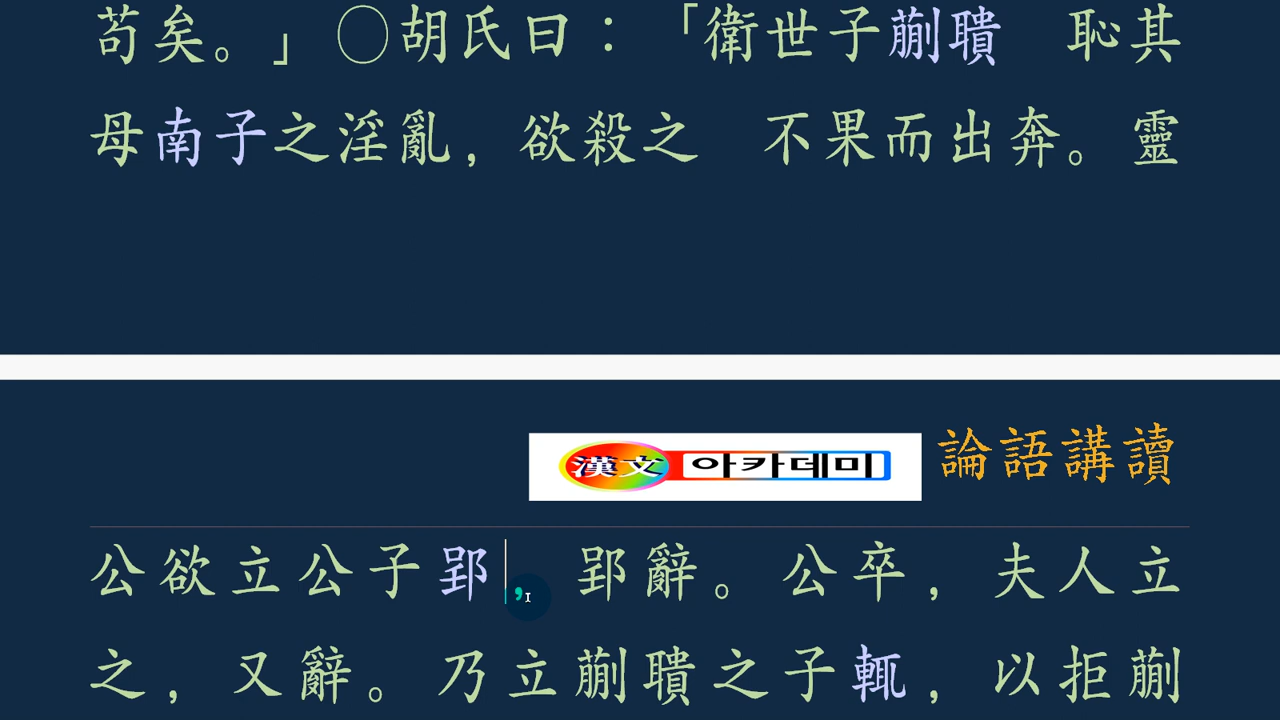 苟矣。」◯胡氏曰：「衛世子蒯聵 恥其
母南子之淫亂，欲殺之 不果而出奔。靈
漢文 아카데미 論語講讀
公欲立公子郢，郢辭。公卒，夫人立
之，又辭。乃立蒯聵之子輒，以拒蒯